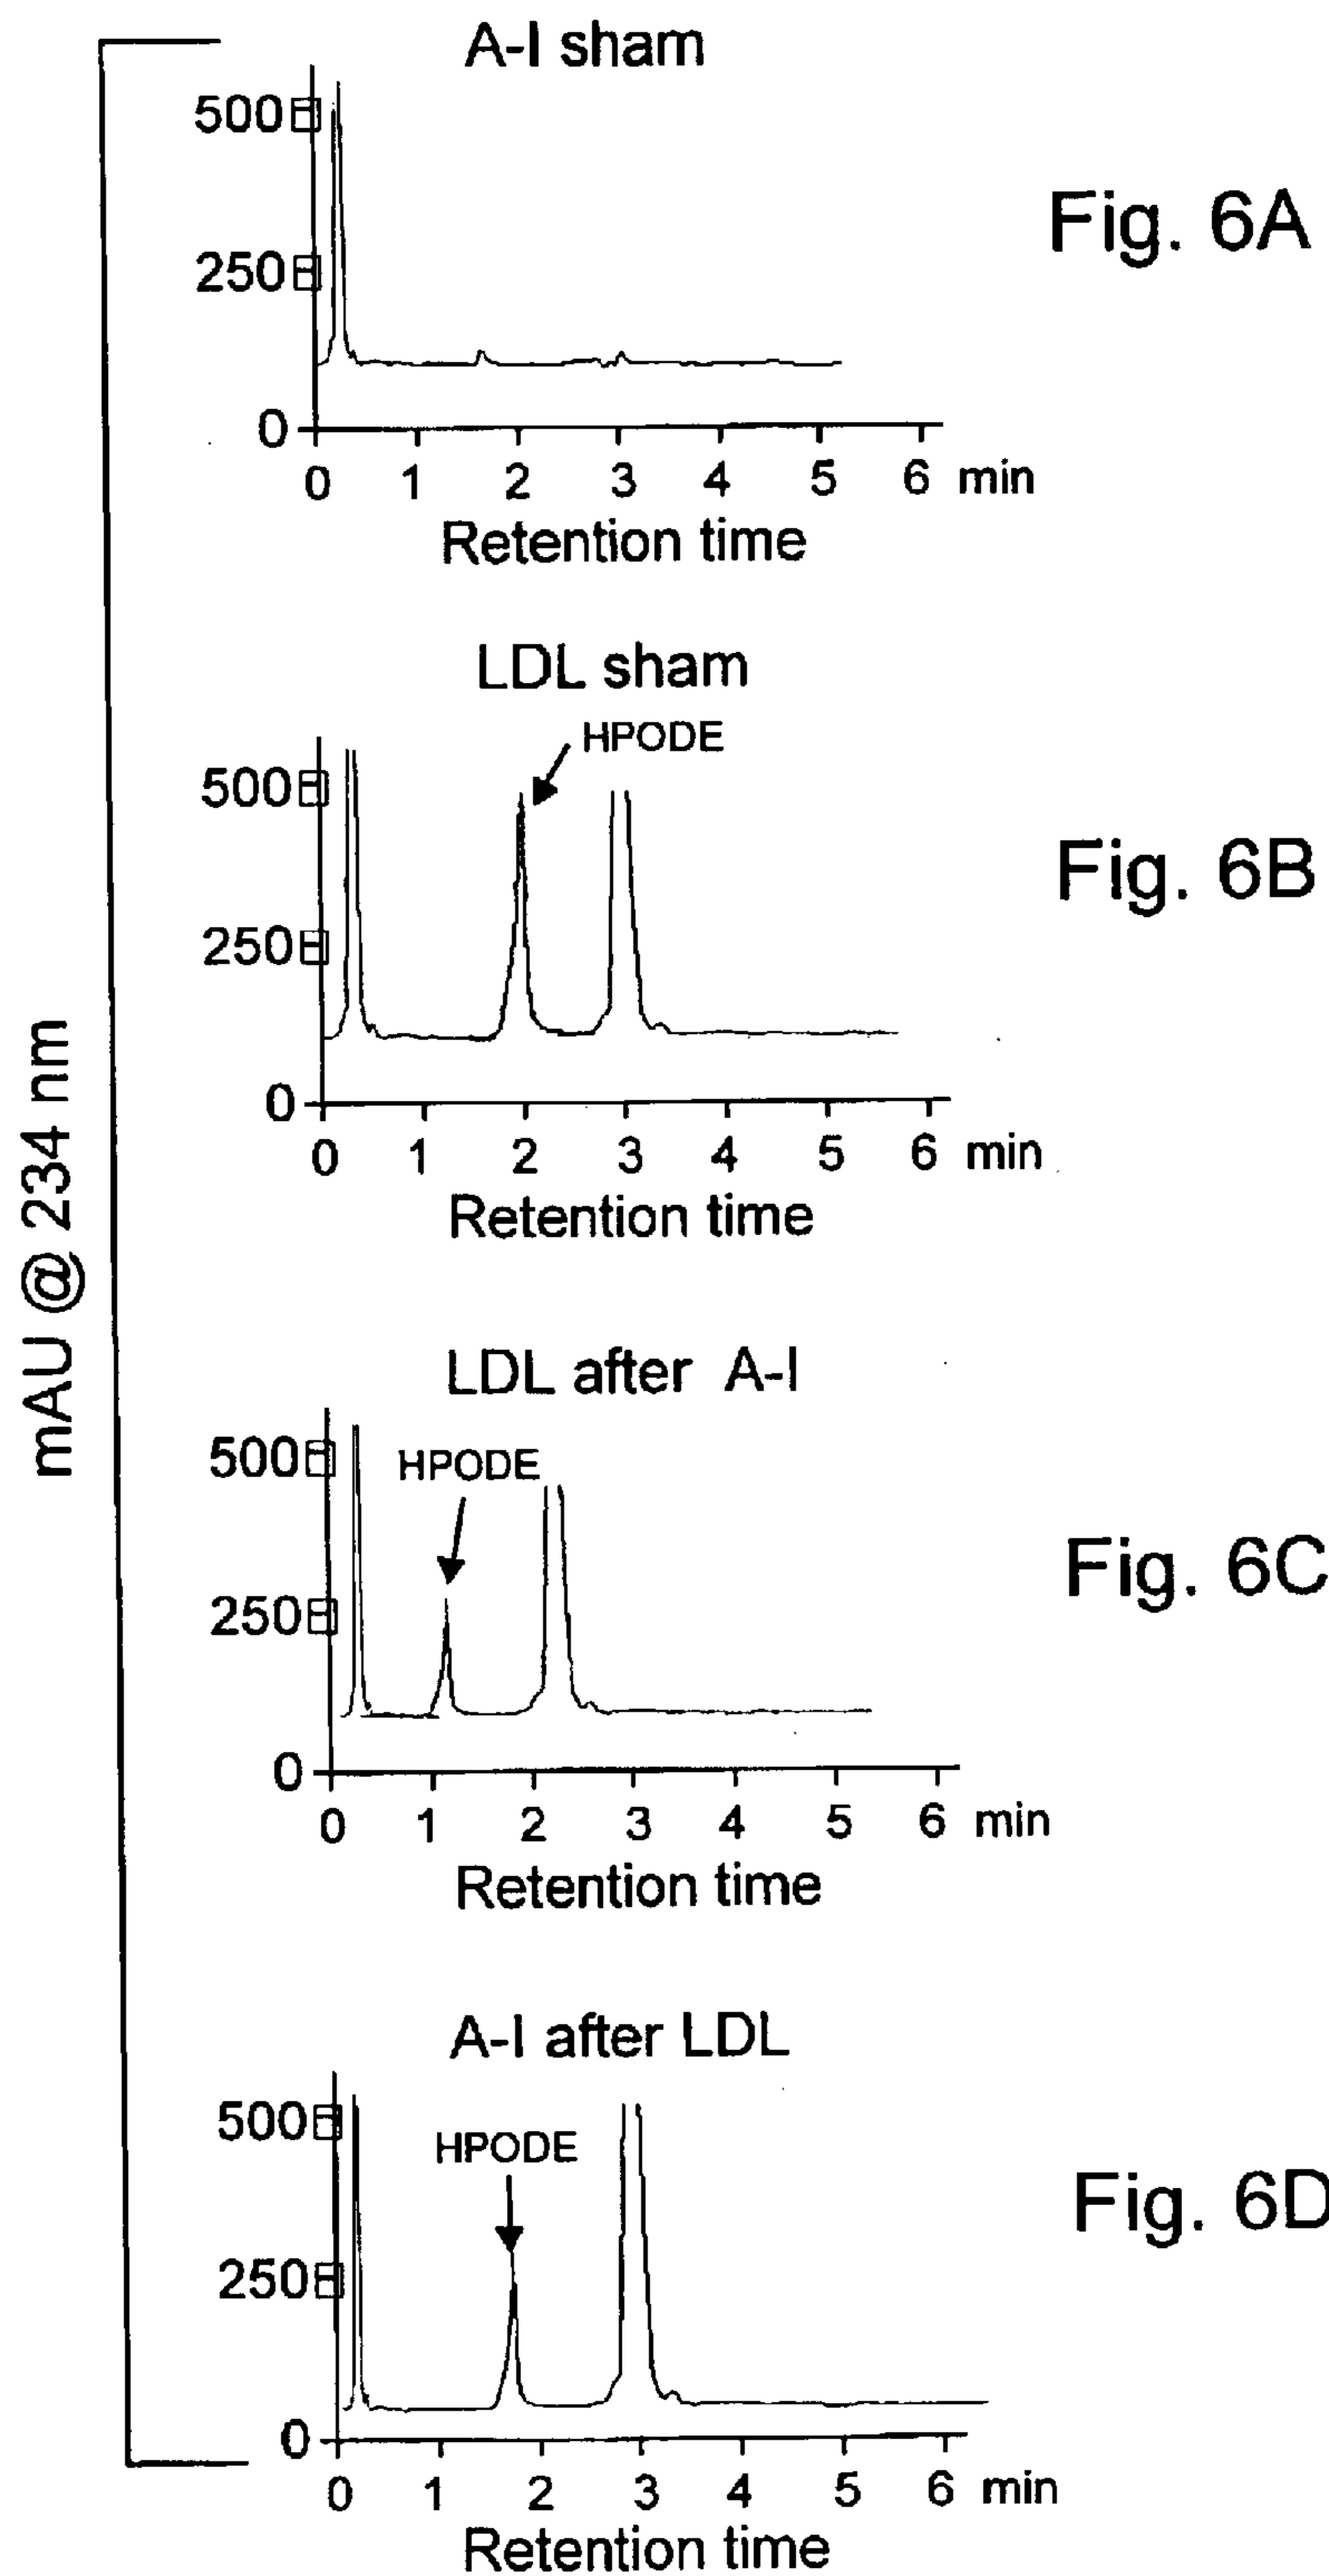 mAU @ 234 nm
A-I sham
500
250
0
0 1 2 3 4 5 6 min
Retention time
Fig. 6A
LDL sham
HPODE
500
250
0
0 1 2 3 4 5 6 min
Retention time
Fig. 6B
LDL after A-I
HPODE
500
250
0
0 1 2 3 4 5 6 min
Retention time
Fig. 6C
A-I after LDL
HPODE
500
250
0
0 1 2 3 4 5 6 min
Retention time
Fig. 6D